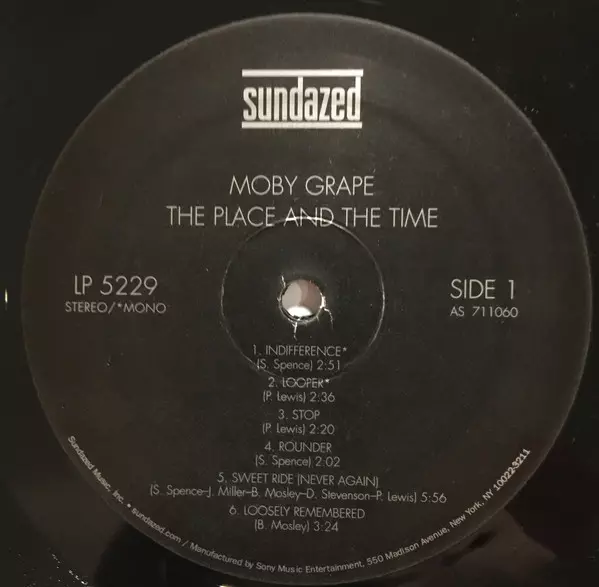 sundazed
MOBY GRAPE
THE PLACE AND THE TIME
LP 5229
STEREO/*MONO
SIDE 1
AS 711060
1. INDIFFERENCE*
(S. Spence) 2:51
2. LOOPER*
(P. Lewis) 2:36
3. STOP
(P. Lewis) 2:20
4. ROUNDER
(S. Spence) 2:02
5. SWEET RIDE (NEVER AGAIN)
(S. Spence–J. Miller–B. Mosley–D. Stevenson–P. Lewis) 5:56
6. LOOSELY REMEMBERED
(B. Mosley) 3:24
Sundazed Music, Inc. • sundazed.com / Manufactured by Sony Music Entertainment, 550 Madison Avenue, New York, NY 10022-3211